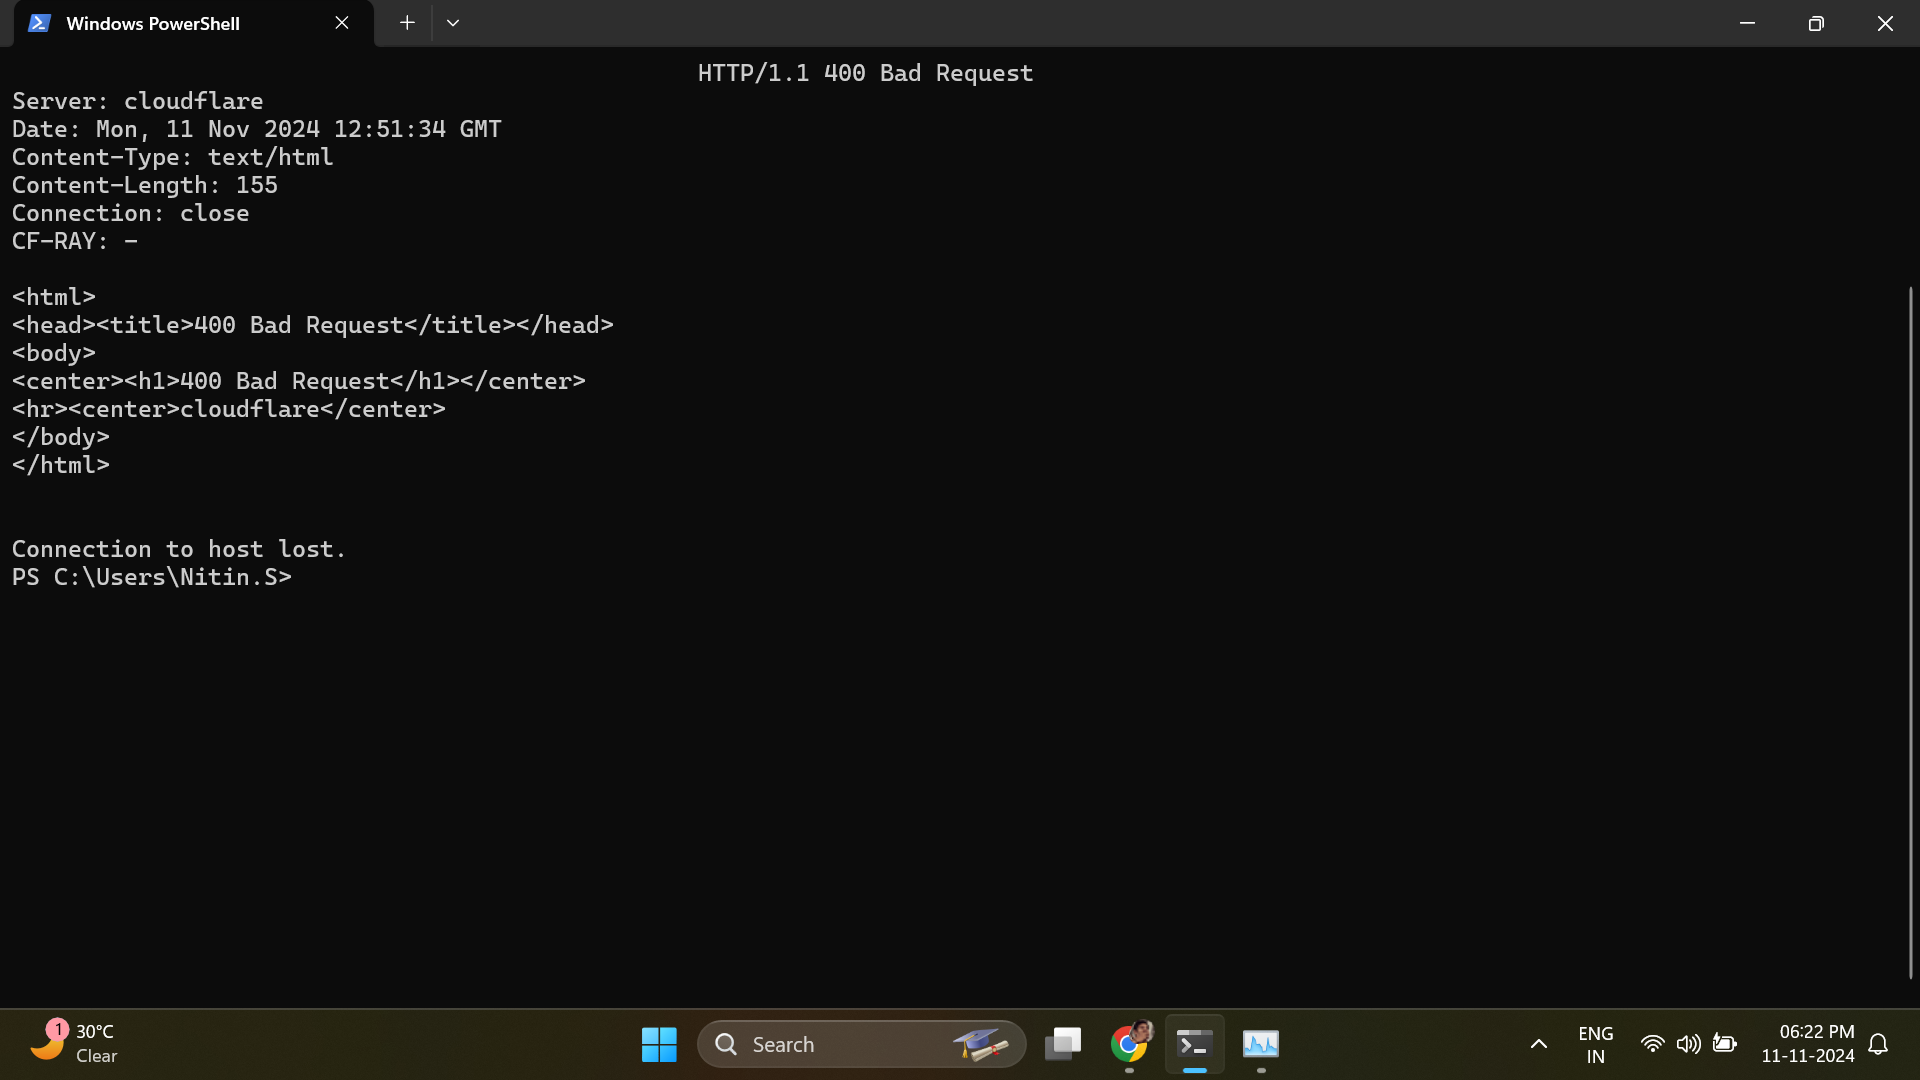 Windows PowerShell
HTTP/1.1 400 Bad Request
Server: cloudflare
Date: Mon, 11 Nov 2024 12:51:34 GMT
Content-Type: text/html
Content-Length: 155
Connection: close
CF-RAY: -
<html>
<head><title>400 Bad Request</title></head>
<body>
<center><h1>400 Bad Request</h1></center>
<hr><center>cloudflare</center>
</body>
</html>
Connection to host lost.
PS C:\Users\Nitin.S>
1
30°C
Clear
Search
ENG
IN
06:22 PM
11-11-2024